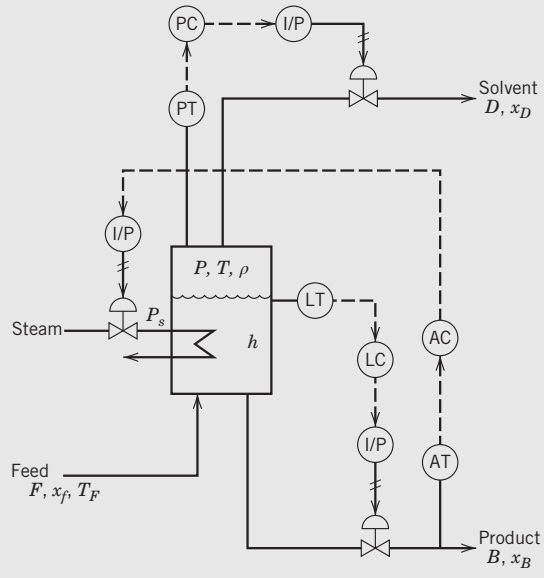 PC
I/P
PT
Solvent
D, x_D
I/P
P, T, ρ
LT
Steam
P_s
h
AC
LC
I/P
AT
Feed
F, x_f, T_F
Product
B, x_B